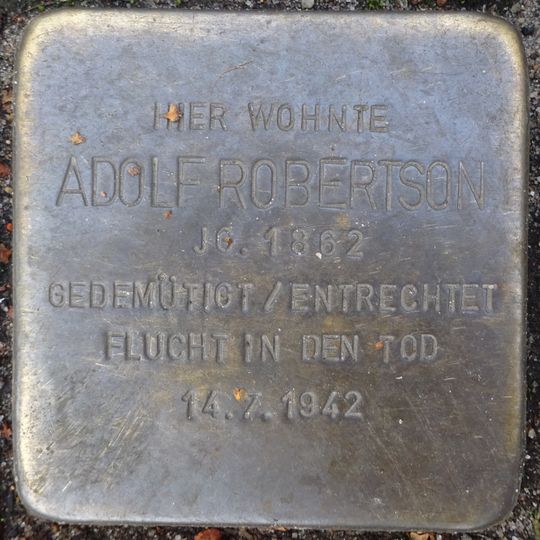 HIER WOHNTE
ADOLF ROBERTSON
JG. 1862
GEDEMÜTIGT / ENTRECHTET
FLUCHT IN DEN TOD
14.7.1942